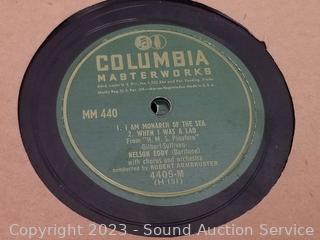 COLUMBIA
MASTERWORKS
MM 440
1. I AM MONARCH OF THE SEA
2. WHEN I WAS A LAD
From "H. M. S. Pinafore"
Gilbert-Sullivan-
NELSON EDDY (Baritone)
with chorus and orchestra
conducted by ROBERT ARMBRUSTER
4405-M
(H 151)
Copyright 2023 - Sound Auction Service